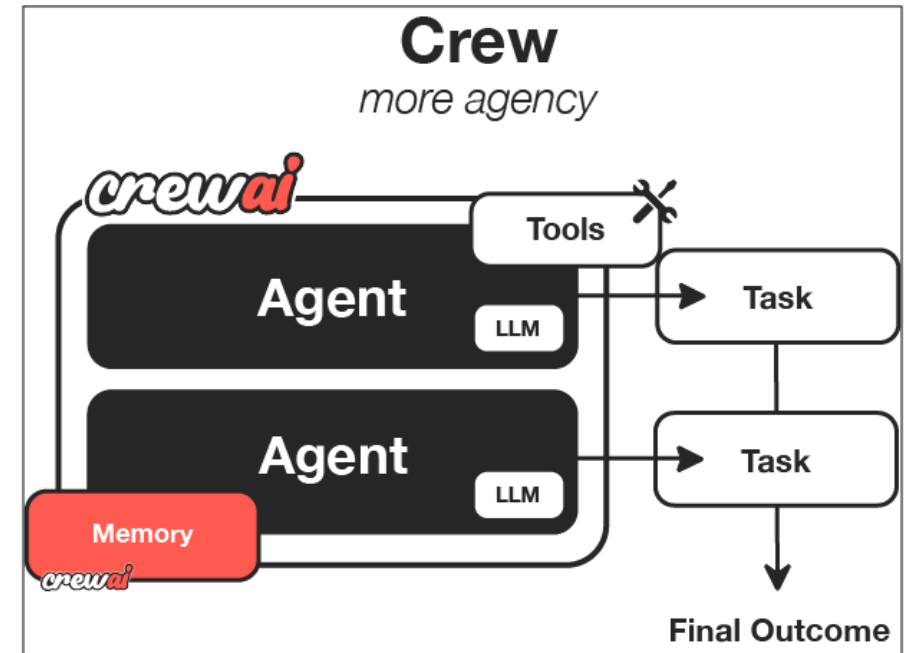 Crew
more agency
crewai
Tools
Agent
LLM
Task
Agent
LLM
Task
Memory
crewai
Final Outcome